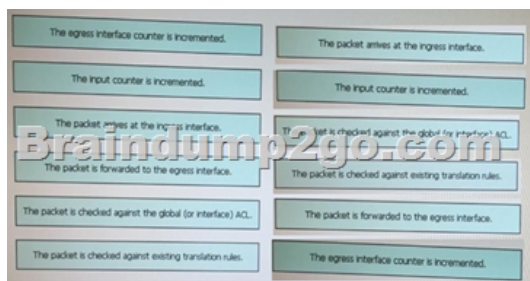 The egress interface counter is incremented.
The input counter is incremented.
The packet arrives at the ingress interface.
The packet is forwarded to the egress interface.
The packet is checked against the global (or interface) ACL.
The packet is checked against existing translation rules.
The packet arrives at the ingress interface.
The input counter is incremented.
The packet is checked against the global (or interface) ACL.
The packet is checked against existing translation rules.
The packet is forwarded to the egress interface.
The egress interface counter is incremented.
Braindump2go.com